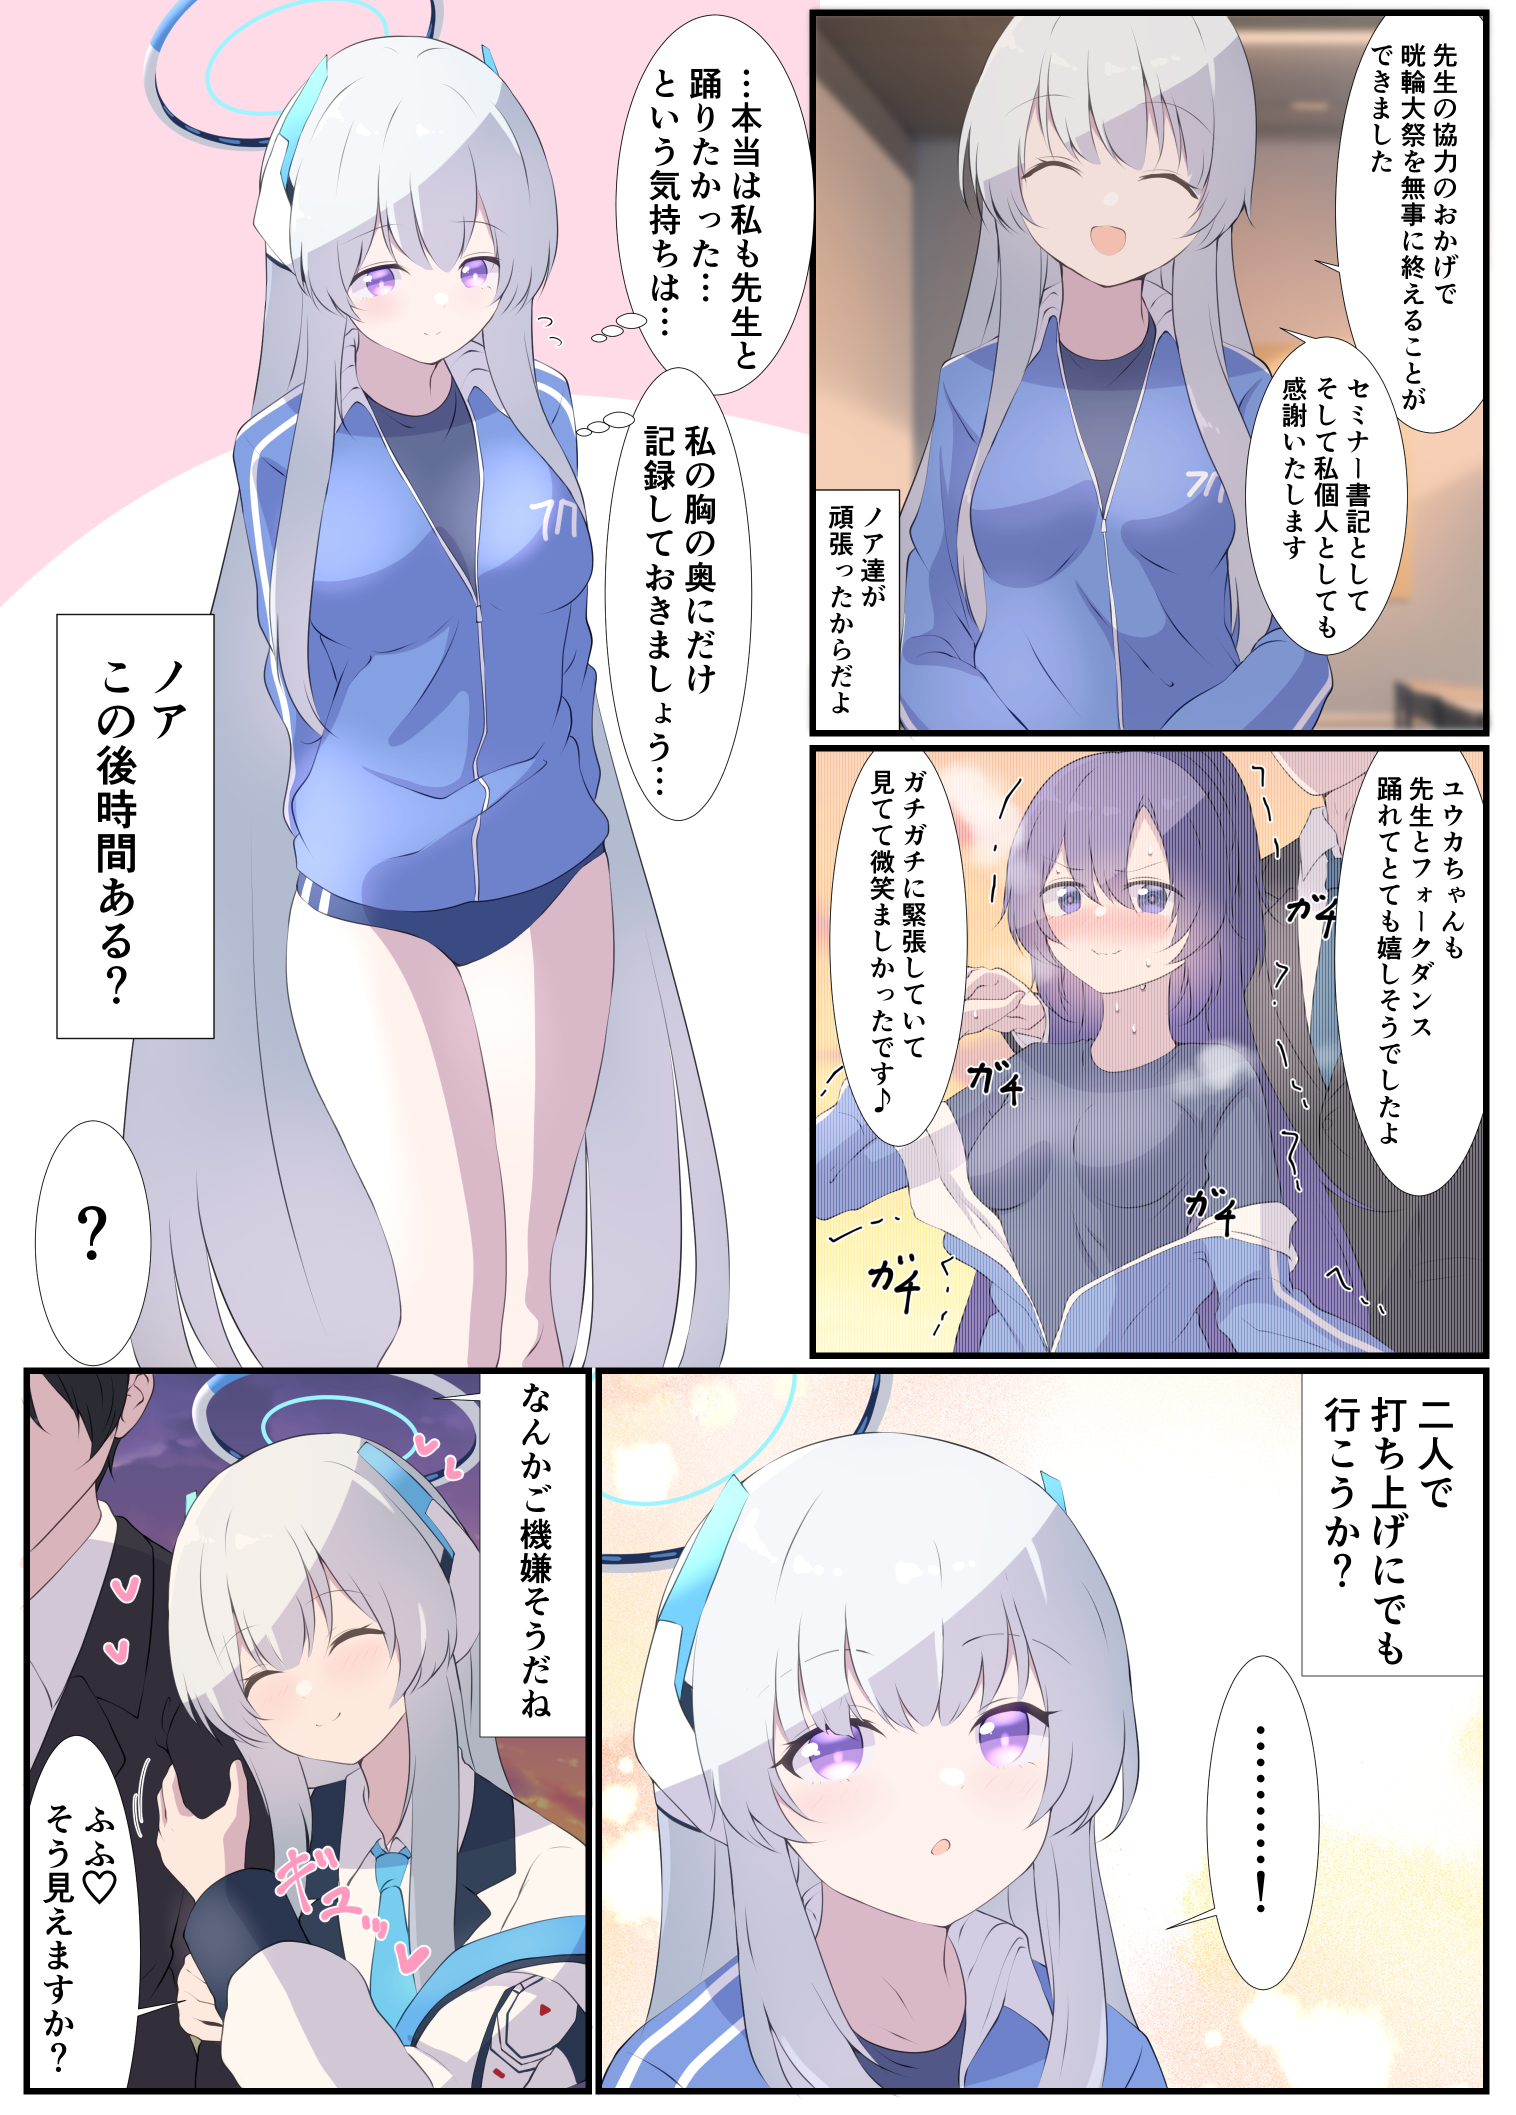 先生の協力のおかげで
晄輪大祭を無事に終えることが
できました
セミナー書記として
そして私個人としても
感謝いたします
ノア達が
頑張ったからだよ
ユウカちゃんも
先生とフォークダンス
踊れてとても嬉しそうでしたよ
ガチガチに緊張していて
見てて微笑ましかったです♪
ガチ
ガチ
ガチ
ガチ
…本当は私も先生と
踊りたかった…
という気持ちは…
私の胸の奥にだけ
記録しておきましょう…
ノア
この後時間ある？
？
二人で
打ち上げにでも
行こうか？
…………！
なんかご機嫌そうだね
ギュッ
ふふ♡
そう見えますか？